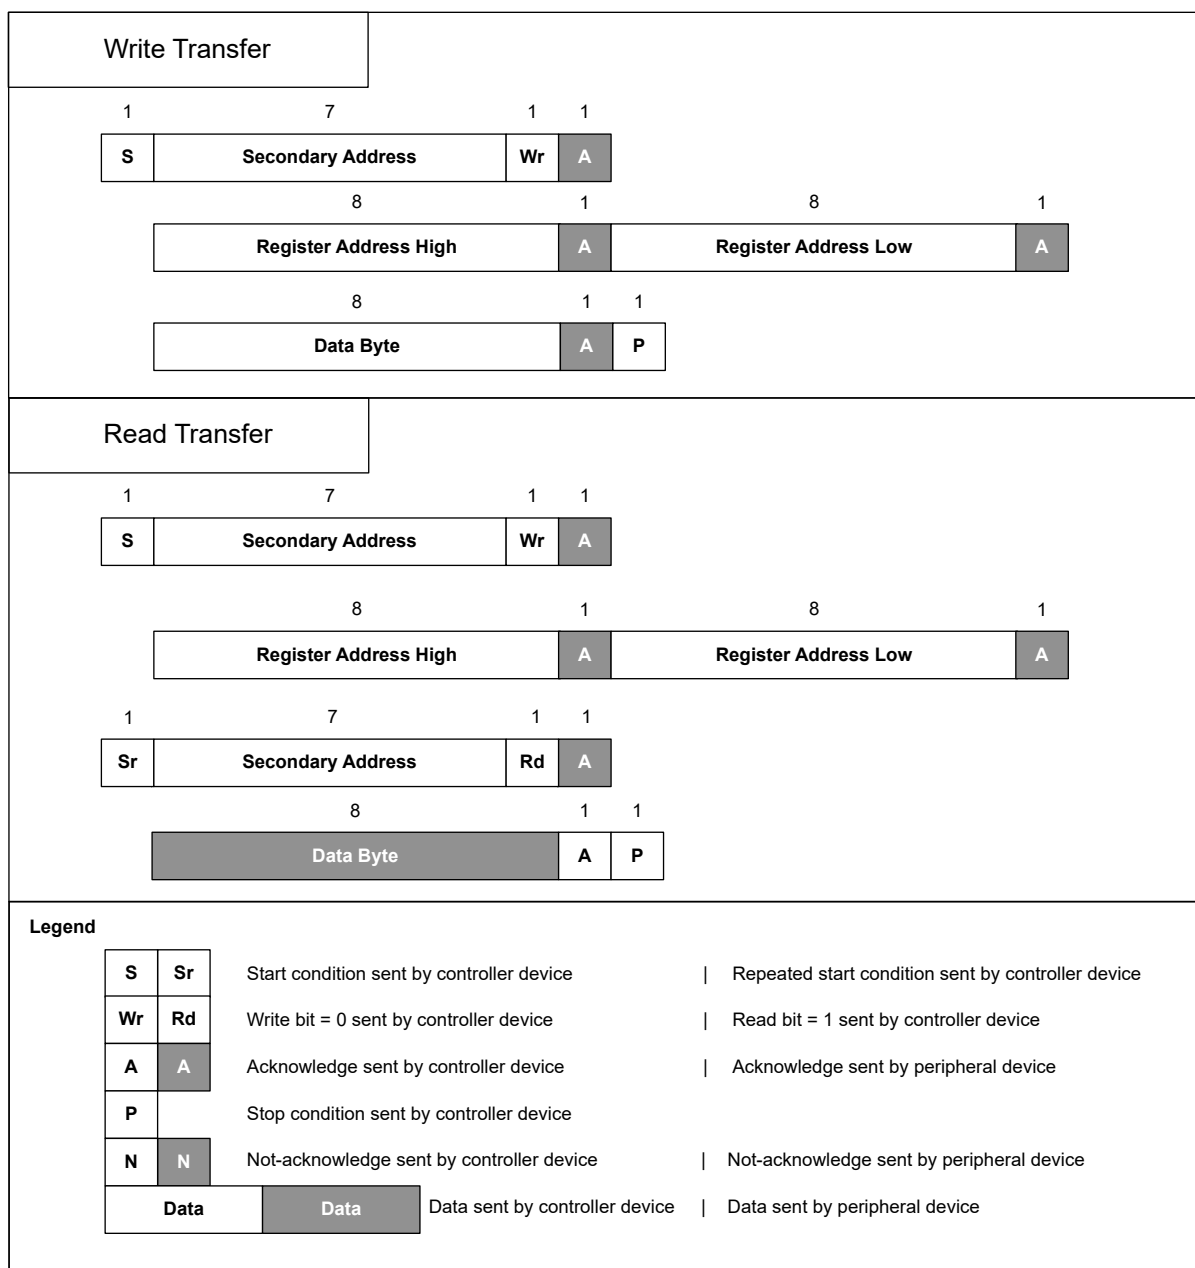 Write Transfer
1 7 1 1
S Secondary Address Wr A
8 1 8 1
Register Address High A Register Address Low A
8 1 1
Data Byte A P
Read Transfer
1 7 1 1
S Secondary Address Wr A
8 1 8 1
Register Address High A Register Address Low A
1 7 1 1
Sr Secondary Address Rd A
8 1 1
Data Byte A P
Legend
S Sr Start condition sent by controller device | Repeated start condition sent by controller device
Wr Rd Write bit = 0 sent by controller device | Read bit = 1 sent by controller device
A A Acknowledge sent by controller device | Acknowledge sent by peripheral device
P Stop condition sent by controller device
N N Not-acknowledge sent by controller device | Not-acknowledge sent by peripheral device
Data Data Data sent by controller device | Data sent by peripheral device